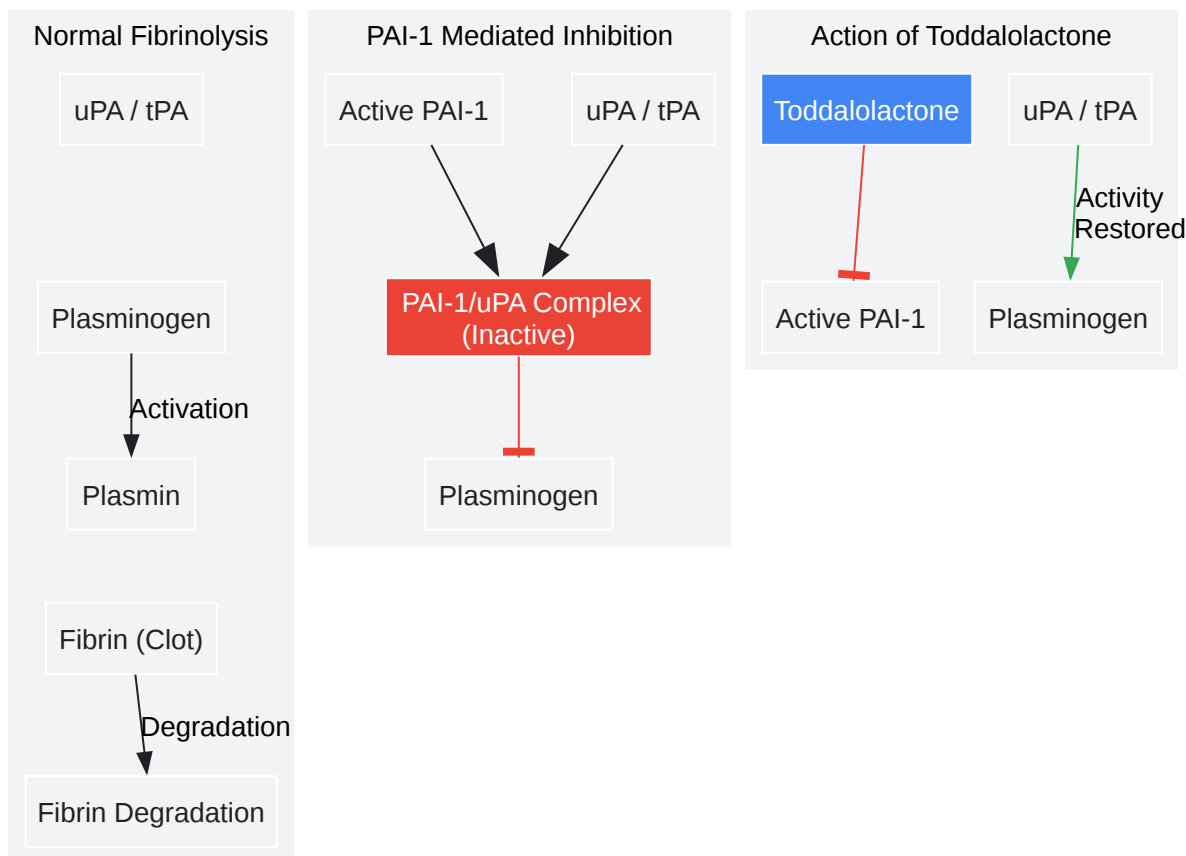 Normal Fibrinolysis
uPA / tPA
Plasminogen
Activation
Plasmin
Fibrin (Clot)
Degradation
Fibrin Degradation
PAI-1 Mediated Inhibition
Active PAI-1
uPA / tPA
PAI-1/uPA Complex
(Inactive)
Plasminogen
Action of Toddalolactone
Toddalolactone
uPA / tPA
Activity
Restored
Active PAI-1
Plasminogen